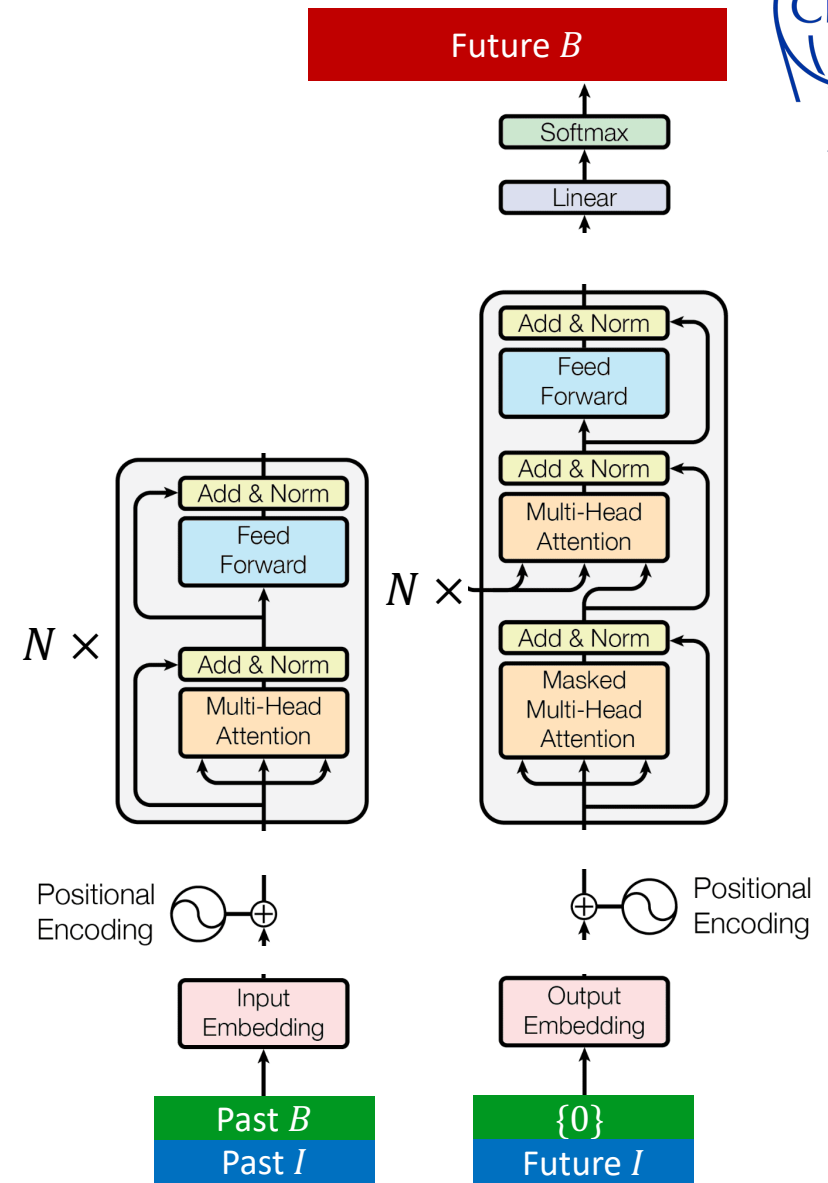 Future B
Softmax
Linear
Add & Norm
Feed
Forward
Add & Norm
Multi-Head
Attention
N ×
Add & Norm
Masked
Multi-Head
Attention
Add & Norm
Feed
Forward
N ×
Add & Norm
Multi-Head
Attention
Positional
Encoding
Positional
Encoding
Input
Embedding
Output
Embedding
Past B
Past I
{0}
Future I